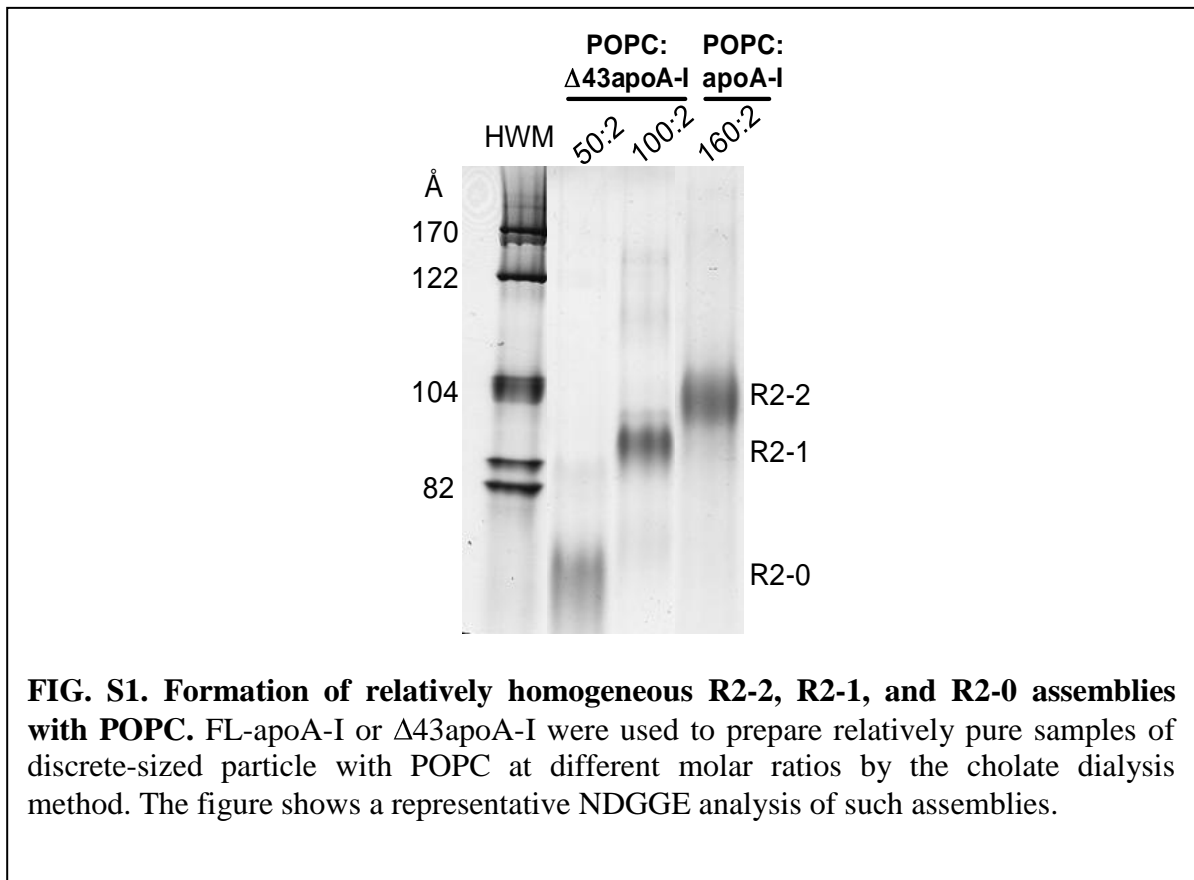 POPC: POPC:
Δ43apoA-I apoA-I
HWM 50:2 100:2 160:2
Å
170
122
104 R2-2
R2-1
82
R2-0
FIG. S1. Formation of relatively homogeneous R2-2, R2-1, and R2-0 assemblies
with POPC. FL-apoA-I or Δ43apoA-I were used to prepare relatively pure samples of
discrete-sized particle with POPC at different molar ratios by the cholate dialysis
method. The figure shows a representative NDGGE analysis of such assemblies.